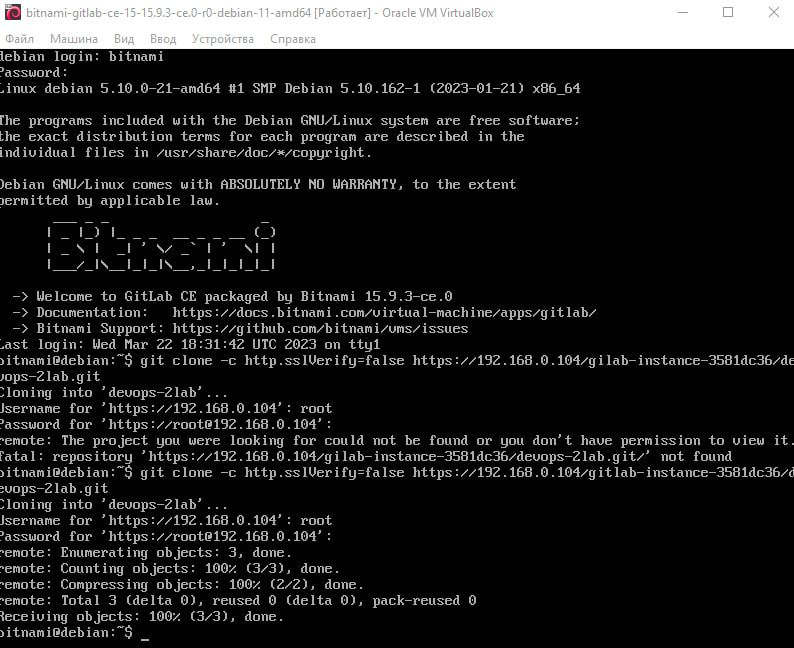 bitnami-gitlab-ce-15-15.9.3-ce.0-r0-debian-11-amd64 [Работает] - Oracle VM VirtualBox
Файл Машина Вид Ввод Устройства Справка
debian login: bitnami
Password:
Linux debian 5.10.0-21-amd64 #1 SMP Debian 5.10.162-1 (2023-01-21) x86_64
The programs included with the Debian GNU/Linux system are free software;
the exact distribution terms for each program are described in the
individual files in /usr/share/doc/*/copyright.
Debian GNU/Linux comes with ABSOLUTELY NO WARRANTY, to the extent
permitted by applicable law.
Bitnami
-> Welcome to GitLab CE packaged by Bitnami 15.9.3-ce.0
-> Documentation: https://docs.bitnami.com/virtual-machine/apps/gitlab/
-> Bitnami Support: https://github.com/bitnami/vms/issues
Last login: Wed Mar 22 18:31:42 UTC 2023 on tty1
bitnami@debian:~$ git clone -c http.sslVerify=false https://192.168.0.104/gilab-instance-3581dc36/de
vops-2lab.git
Cloning into 'devops-2lab'...
Username for 'https://192.168.0.104': root
Password for 'https://root@192.168.0.104':
remote: The project you were looking for could not be found or you don't have permission to view it.
fatal: repository 'https://192.168.0.104/gilab-instance-3581dc36/devops-2lab.git/' not found
bitnami@debian:~$ git clone -c http.sslVerify=false https://192.168.0.104/gitlab-instance-3581dc36/d
evops-2lab.git
Cloning into 'devops-2lab'...
Username for 'https://192.168.0.104': root
Password for 'https://root@192.168.0.104':
remote: Enumerating objects: 3, done.
remote: Counting objects: 100% (3/3), done.
remote: Compressing objects: 100% (2/2), done.
remote: Total 3 (delta 0), reused 0 (delta 0), pack-reused 0
Receiving objects: 100% (3/3), done.
bitnami@debian:~$ _